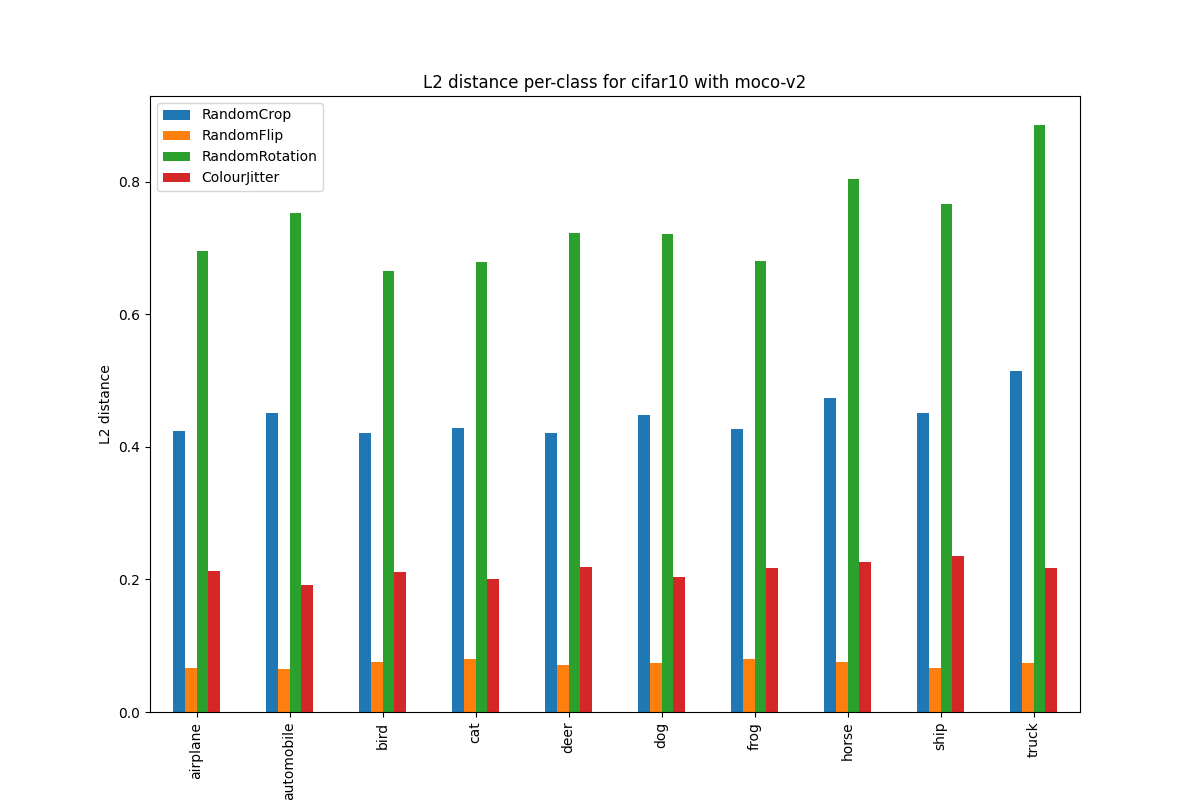 L2 distance per-class for cifar10 with moco-v2
RandomCrop
RandomFlip
RandomRotation
ColourJitter
0.8
0.6
0.4
0.2
0.0
L2 distance
airplane
automobile
bird
cat
deer
dog
frog
horse
ship
truck